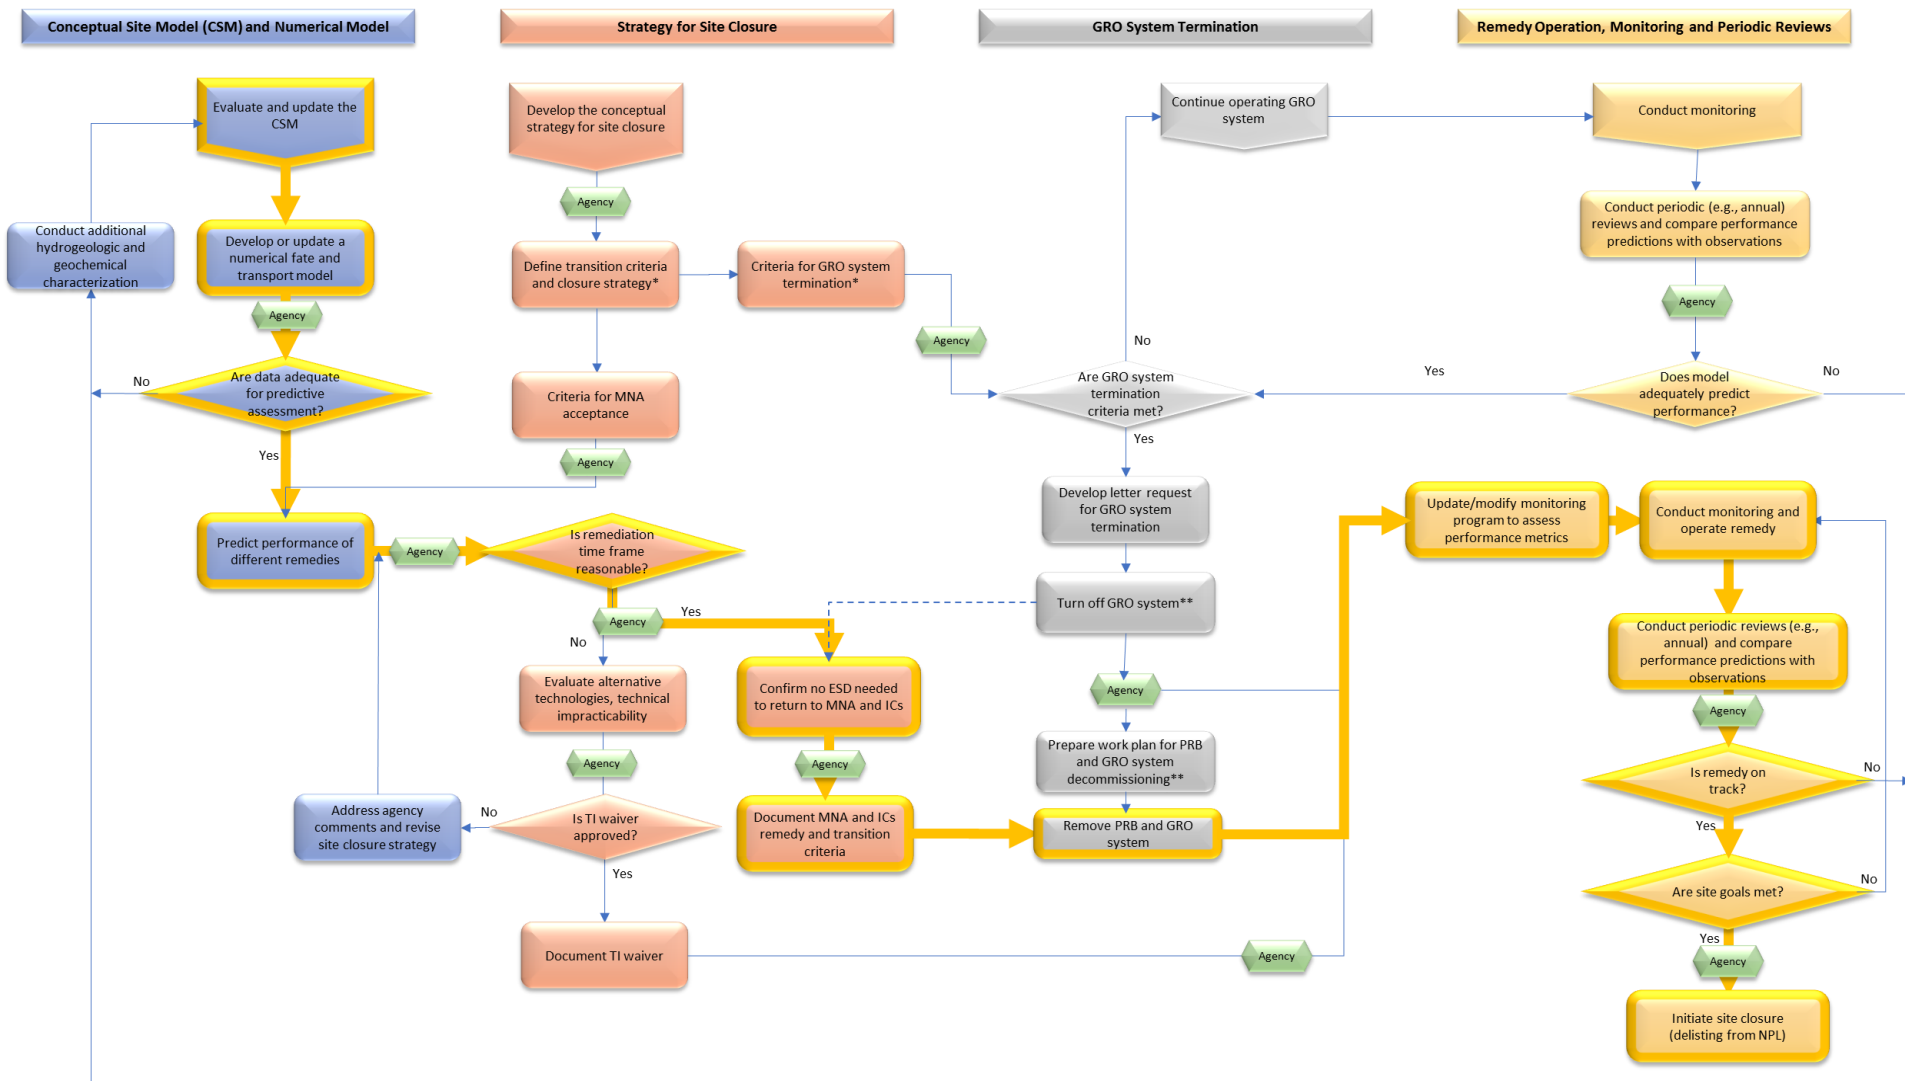 Conceptual Site Model (CSM) and Numerical Model
Strategy for Site Closure
GRO System Termination
Remedy Operation, Monitoring and Periodic Reviews
Evaluate and update the
CSM
Conduct additional
hydrogeologic and
geochemical
characterization
Develop or update a
numerical fate and
transport model
Agency
Are data adequate
for predictive
assessment?
No
Yes
Predict performance of
different remedies
Agency
Address agency
comments and revise
site closure strategy
Develop the conceptual
strategy for site closure
Agency
Define transition criteria
and closure strategy*
Criteria for GRO system
termination*
Agency
Criteria for MNA
acceptance
Agency
Is remediation
time frame
reasonable?
Agency
Yes
No
Evaluate alternative
technologies, technical
impracticability
Agency
Is TI waiver
approved?
No
Yes
Document TI waiver
Agency
Confirm no ESD needed
to return to MNA and ICs
Agency
Document MNA and ICs
remedy and transition
criteria
Continue operating GRO
system
No
Are GRO system
termination
criteria met?
Yes
Develop letter request
for GRO system
termination
Turn off GRO system**
Agency
Prepare work plan for PRB
and GRO system
decommissioning**
Remove PRB and GRO
system
Conduct monitoring
Conduct periodic (e.g., annual)
reviews and compare performance
predictions with observations
Agency
Does model
adequately predict
performance?
Yes
No
Update/modify monitoring
program to assess
performance metrics
Conduct monitoring and
operate remedy
Conduct periodic reviews (e.g.,
annual) and compare
performance predictions with
observations
Agency
Is remedy on
track?
No
Yes
Are site goals met?
No
Yes
Agency
Initiate site closure
(delisting from NPL)